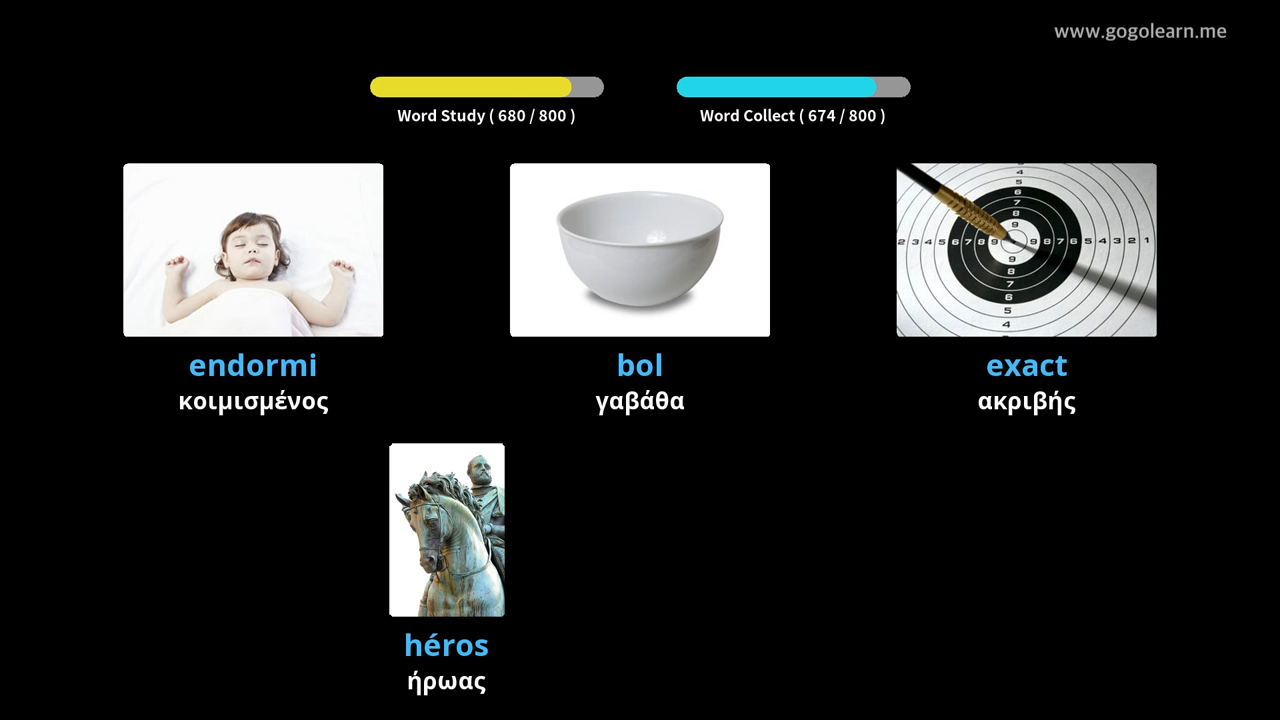 www.gogolearn.me
Word Study ( 680 / 800 )
Word Collect ( 674 / 800 )
endormi
κοιμισμένος
bol
γαβάθα
exact
ακριβής
héros
ήρωας